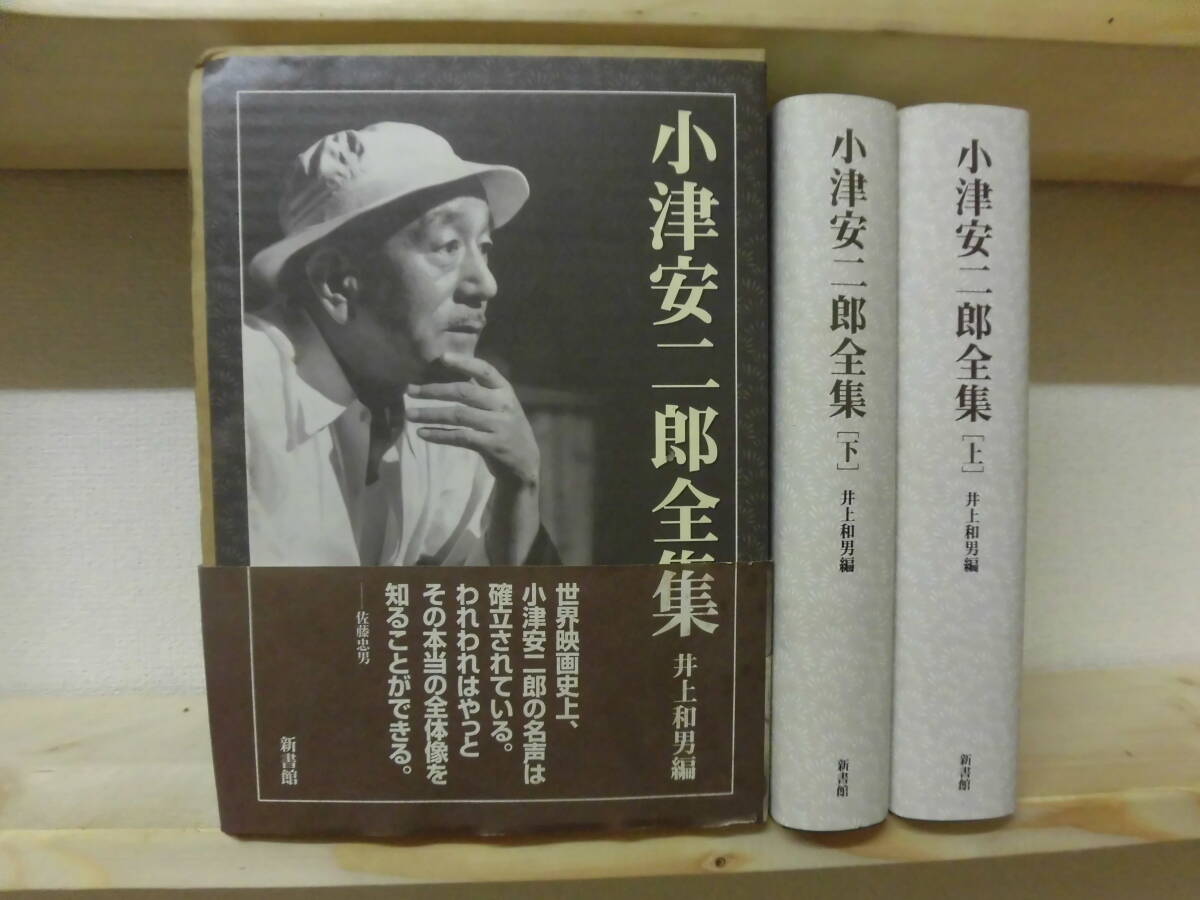 小津安二郎全集
井上和男編
世界映画史上、
小津安二郎の名声は
確立されている。
われわれはやっと
その本当の全体像を
知ることができる。
──佐藤忠男
新書館
小津安二郎全集[下]
井上和男編
新書館
小津安二郎全集[上]
井上和男編
新書館